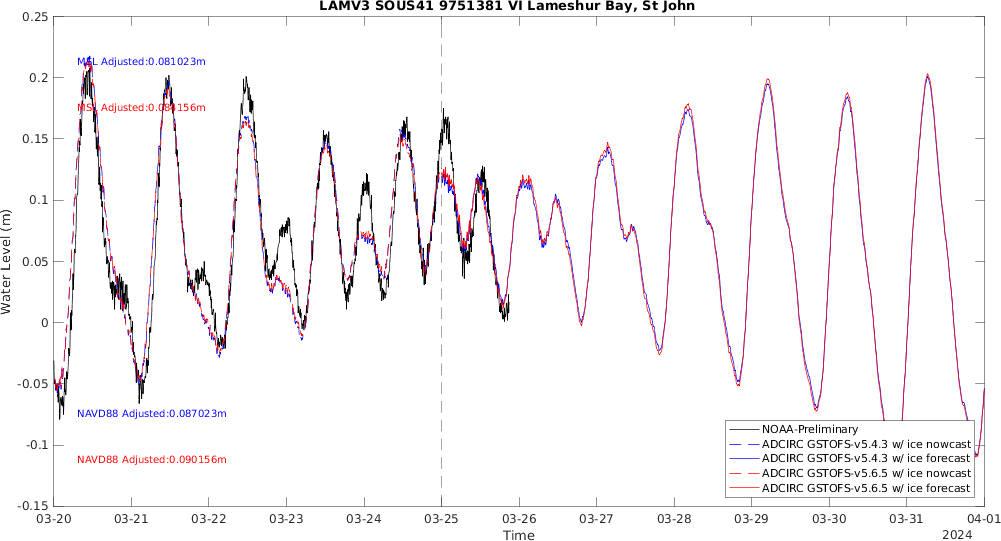 LAMV3 SOUS41 9751381 VI Lameshur Bay, St John
0.25
0.2
0.15
0.1
0.05
0
-0.05
-0.1
-0.15
Water Level (m)
MSL Adjusted:0.081023m
MSL Adjusted:0.084156m
NAVD88 Adjusted:0.087023m
NAVD88 Adjusted:0.090156m
NOAA-Preliminary
ADCIRC GSTOFS-v5.4.3 w/ ice nowcast
ADCIRC GSTOFS-v5.4.3 w/ ice forecast
ADCIRC GSTOFS-v5.6.5 w/ ice nowcast
ADCIRC GSTOFS-v5.6.5 w/ ice forecast
03-20 03-21 03-22 03-23 03-24 03-25 03-26 03-27 03-28 03-29 03-30 03-31 04-01
Time
2024